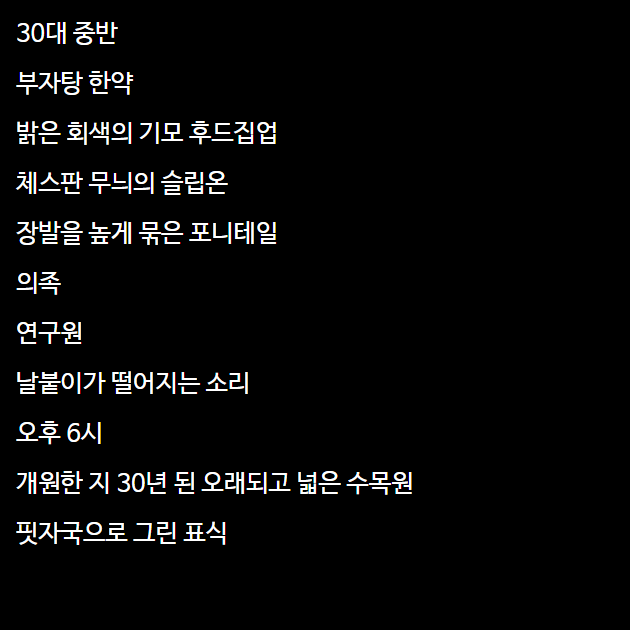 30대 중반
부자탕 한약
밝은 회색의 기모 후드집업
체스판 무늬의 슬립온
장발을 높게 묶은 포니테일
의족
연구원
날붙이가 떨어지는 소리
오후 6시
개원한 지 30년 된 오래되고 넓은 수목원
핏자국으로 그린 표식